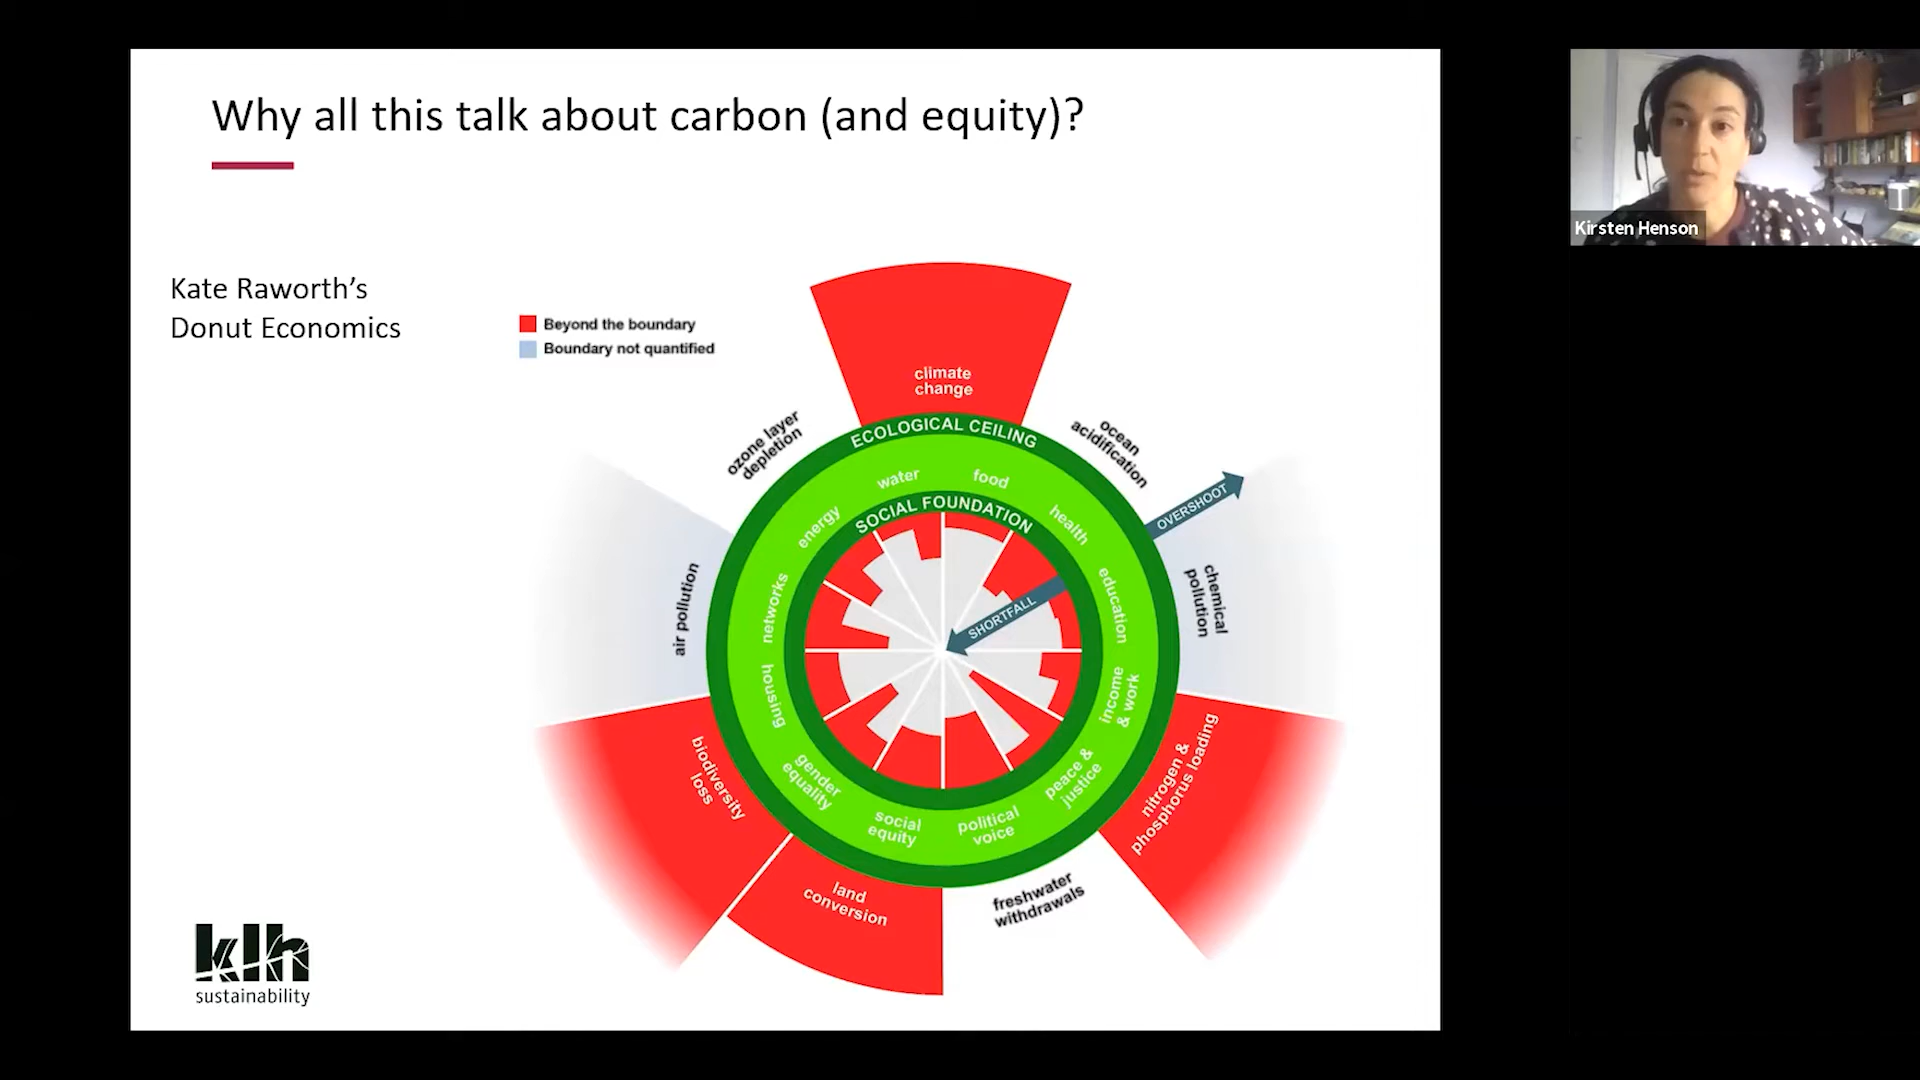 Why all this talk about carbon (and equity)?
Kirsten Henson
Kate Raworth's
Donut Economics
Beyond the boundary
Boundary not quantified
climate
change
ozone layer
depletion
ocean
acidification
ECOLOGICAL CEILING
water
food
energy
SOCIAL FOUNDATION
health
OVERSHOOT
air pollution
networks
SHORTFALL
education
chemical
pollution
housing
income
& work
biodiversity
loss
gender
equality
social
equity
political
voice
peace &
justice
nitrogen &
phosphorus loading
land
conversion
freshwater
withdrawals
klh
sustainability